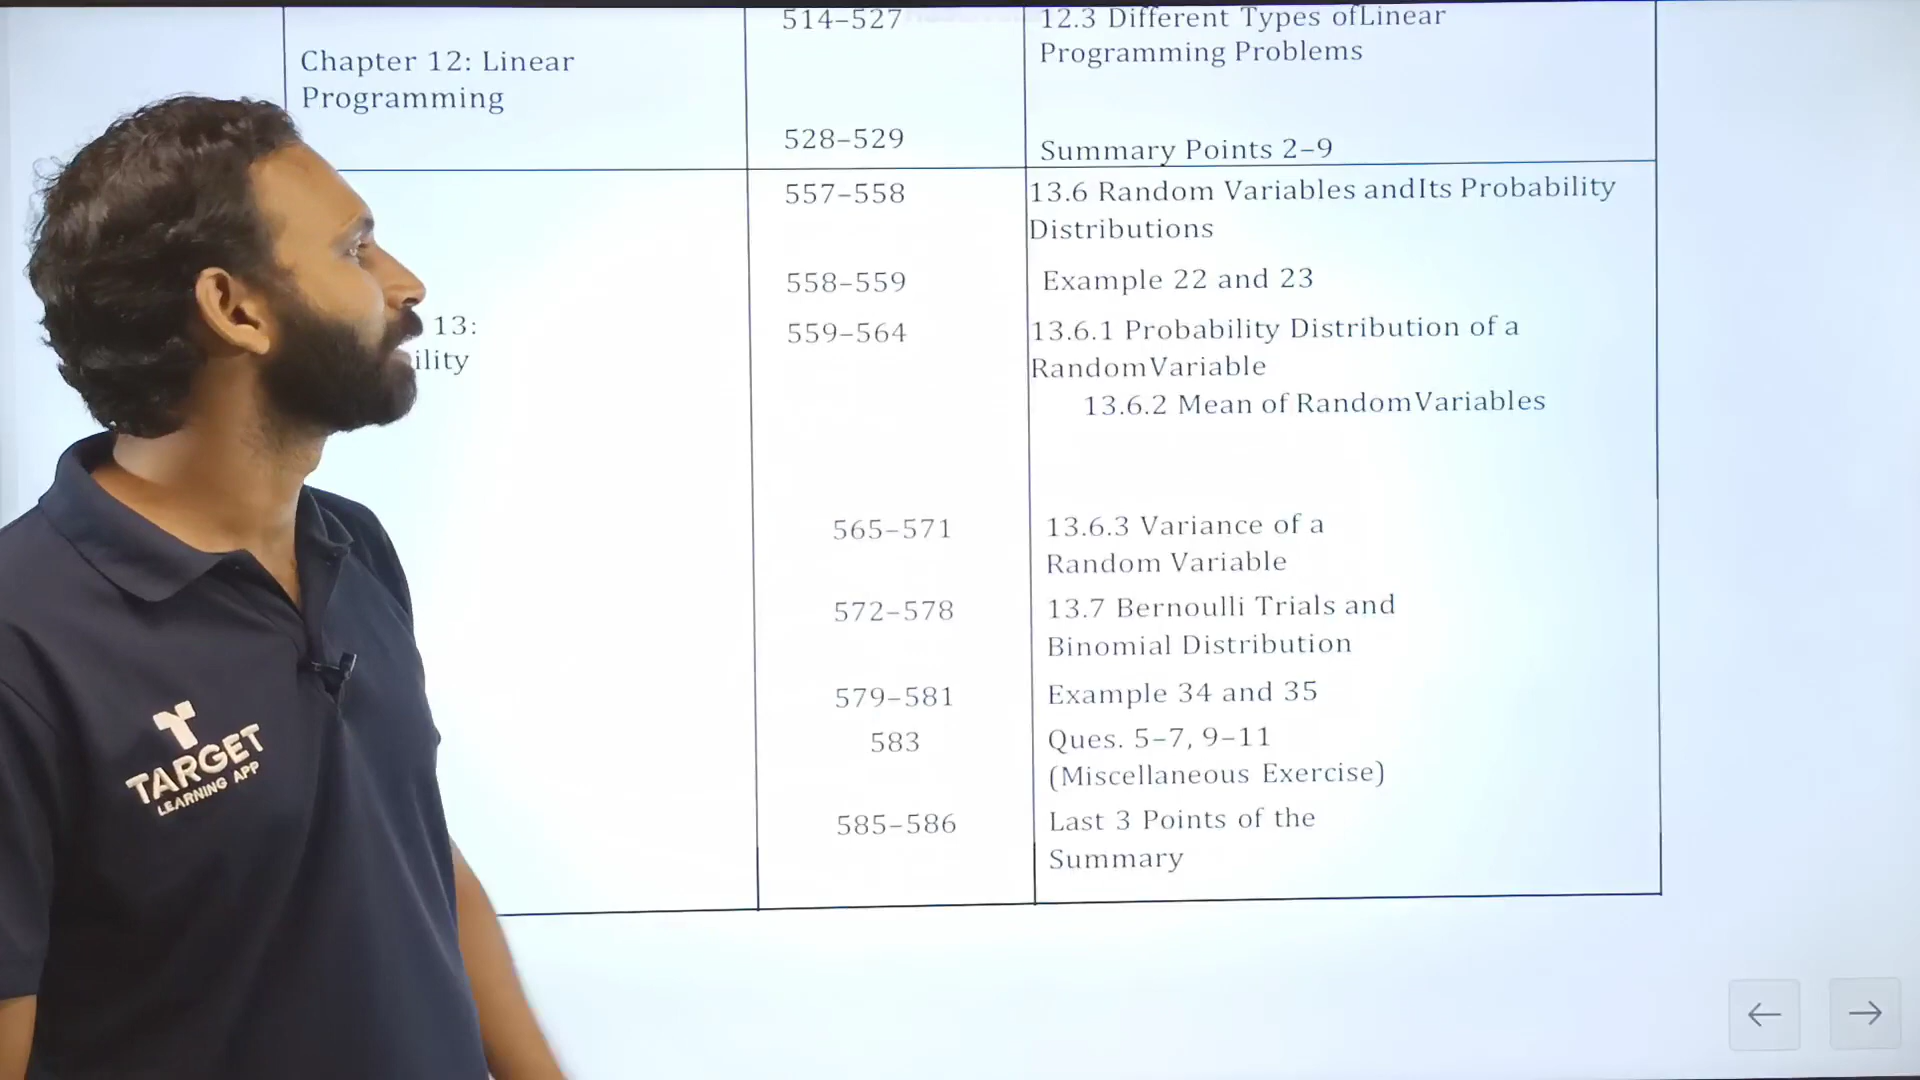 514–527
12.3 Different Types ofLinear
Programming Problems
Chapter 12: Linear
Programming
528–529
Summary Points 2–9
557–558
13.6 Random Variables andIts Probability
Distributions
558–559
Example 22 and 23
13:
ility
559–564
13.6.1 Probability Distribution of a
RandomVariable
13.6.2 Mean of RandomVariables
565–571
13.6.3 Variance of a
Random Variable
572–578
13.7 Bernoulli Trials and
Binomial Distribution
579–581
Example 34 and 35
583
Ques. 5–7, 9–11
(Miscellaneous Exercise)
585–586
Last 3 Points of the
Summary
TARGET
LEARNING APP